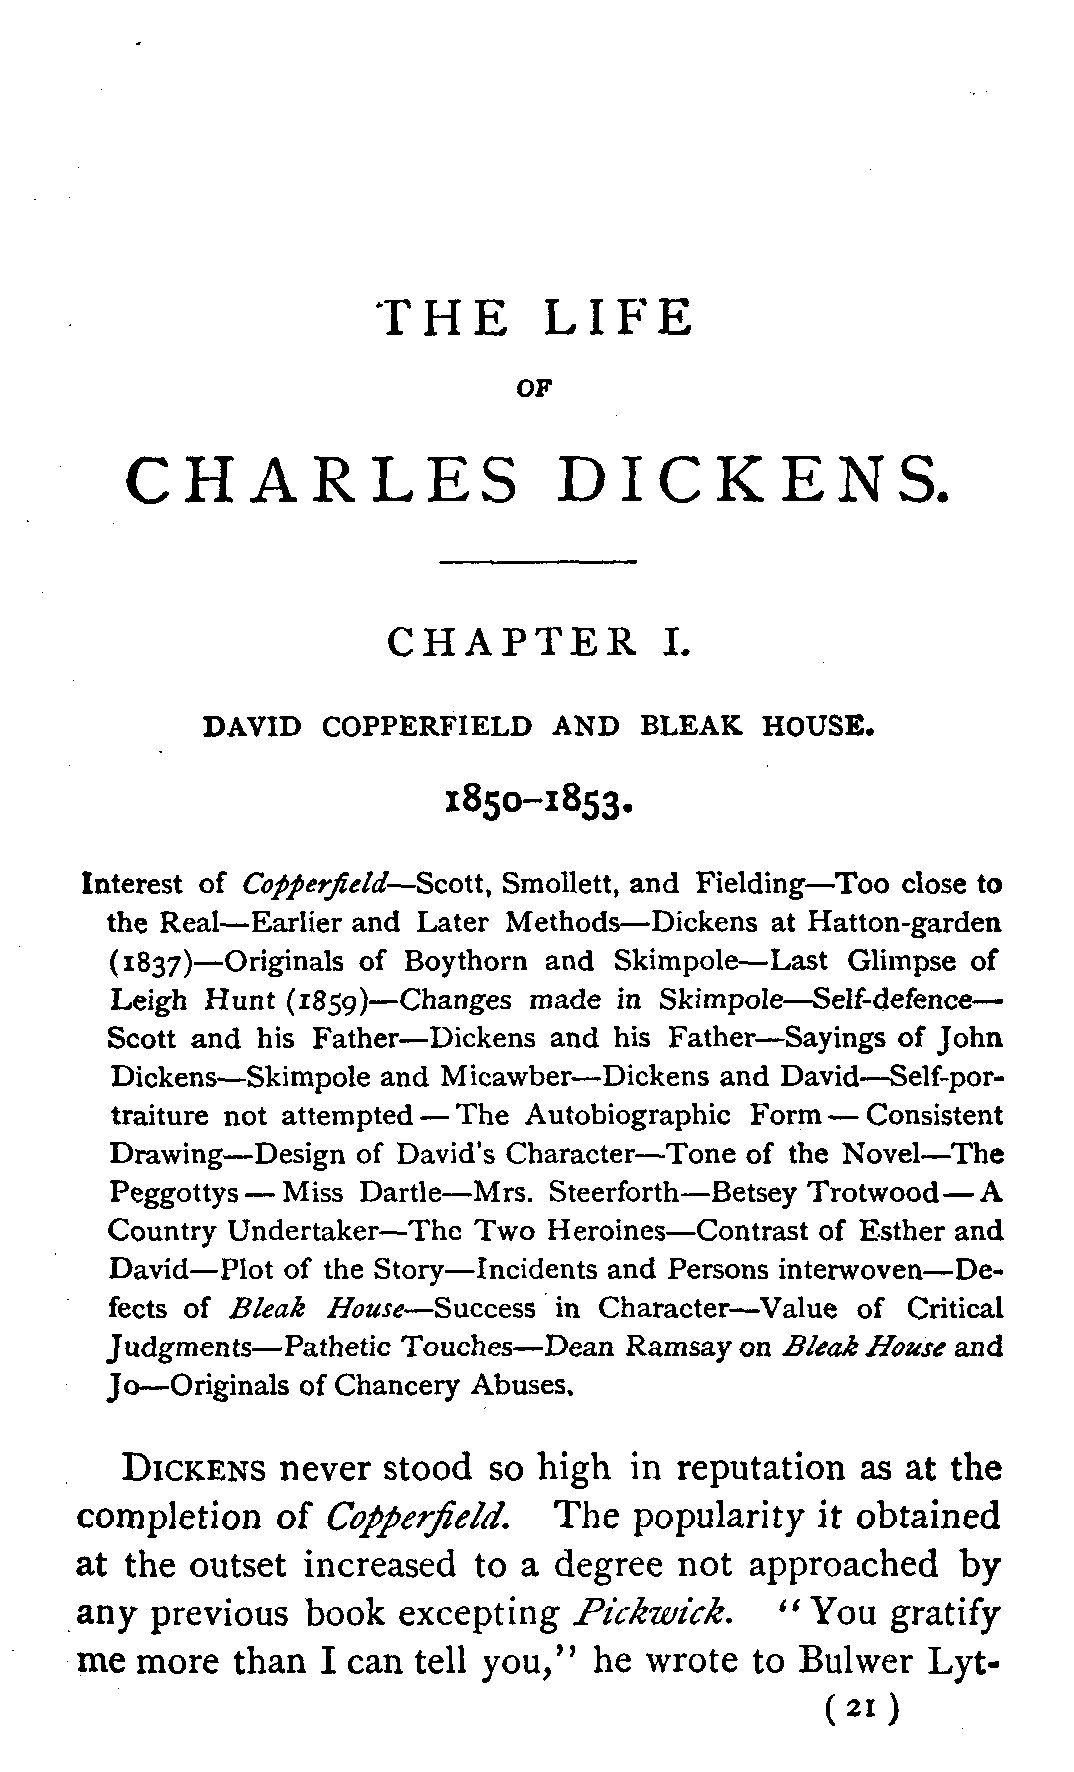 THE LIFE
OF
CHARLES DICKENS.
CHAPTER I.
DAVID COPPERFIELD AND BLEAK HOUSE.
1850–1853.
Interest of Copperfield—Scott, Smollett, and Fielding—Too close to
the Real—Earlier and Later Methods—Dickens at Hatton-garden
(1837)—Originals of Boythorn and Skimpole—Last Glimpse of
Leigh Hunt (1859)—Changes made in Skimpole—Self-defence—
Scott and his Father—Dickens and his Father—Sayings of John
Dickens—Skimpole and Micawber—Dickens and David—Self-por-
traiture not attempted — The Autobiographic Form — Consistent
Drawing—Design of David's Character—Tone of the Novel—The
Peggottys — Miss Dartle—Mrs. Steerforth—Betsey Trotwood — A
Country Undertaker—The Two Heroines—Contrast of Esther and
David—Plot of the Story—Incidents and Persons interwoven—De-
fects of Bleak House—Success in Character—Value of Critical
Judgments—Pathetic Touches—Dean Ramsay on Bleak House and
Jo—Originals of Chancery Abuses.
DICKENS never stood so high in reputation as at the
completion of Copperfield. The popularity it obtained
at the outset increased to a degree not approached by
any previous book excepting Pickwick. "You gratify
me more than I can tell you," he wrote to Bulwer Lyt-
( 21 )